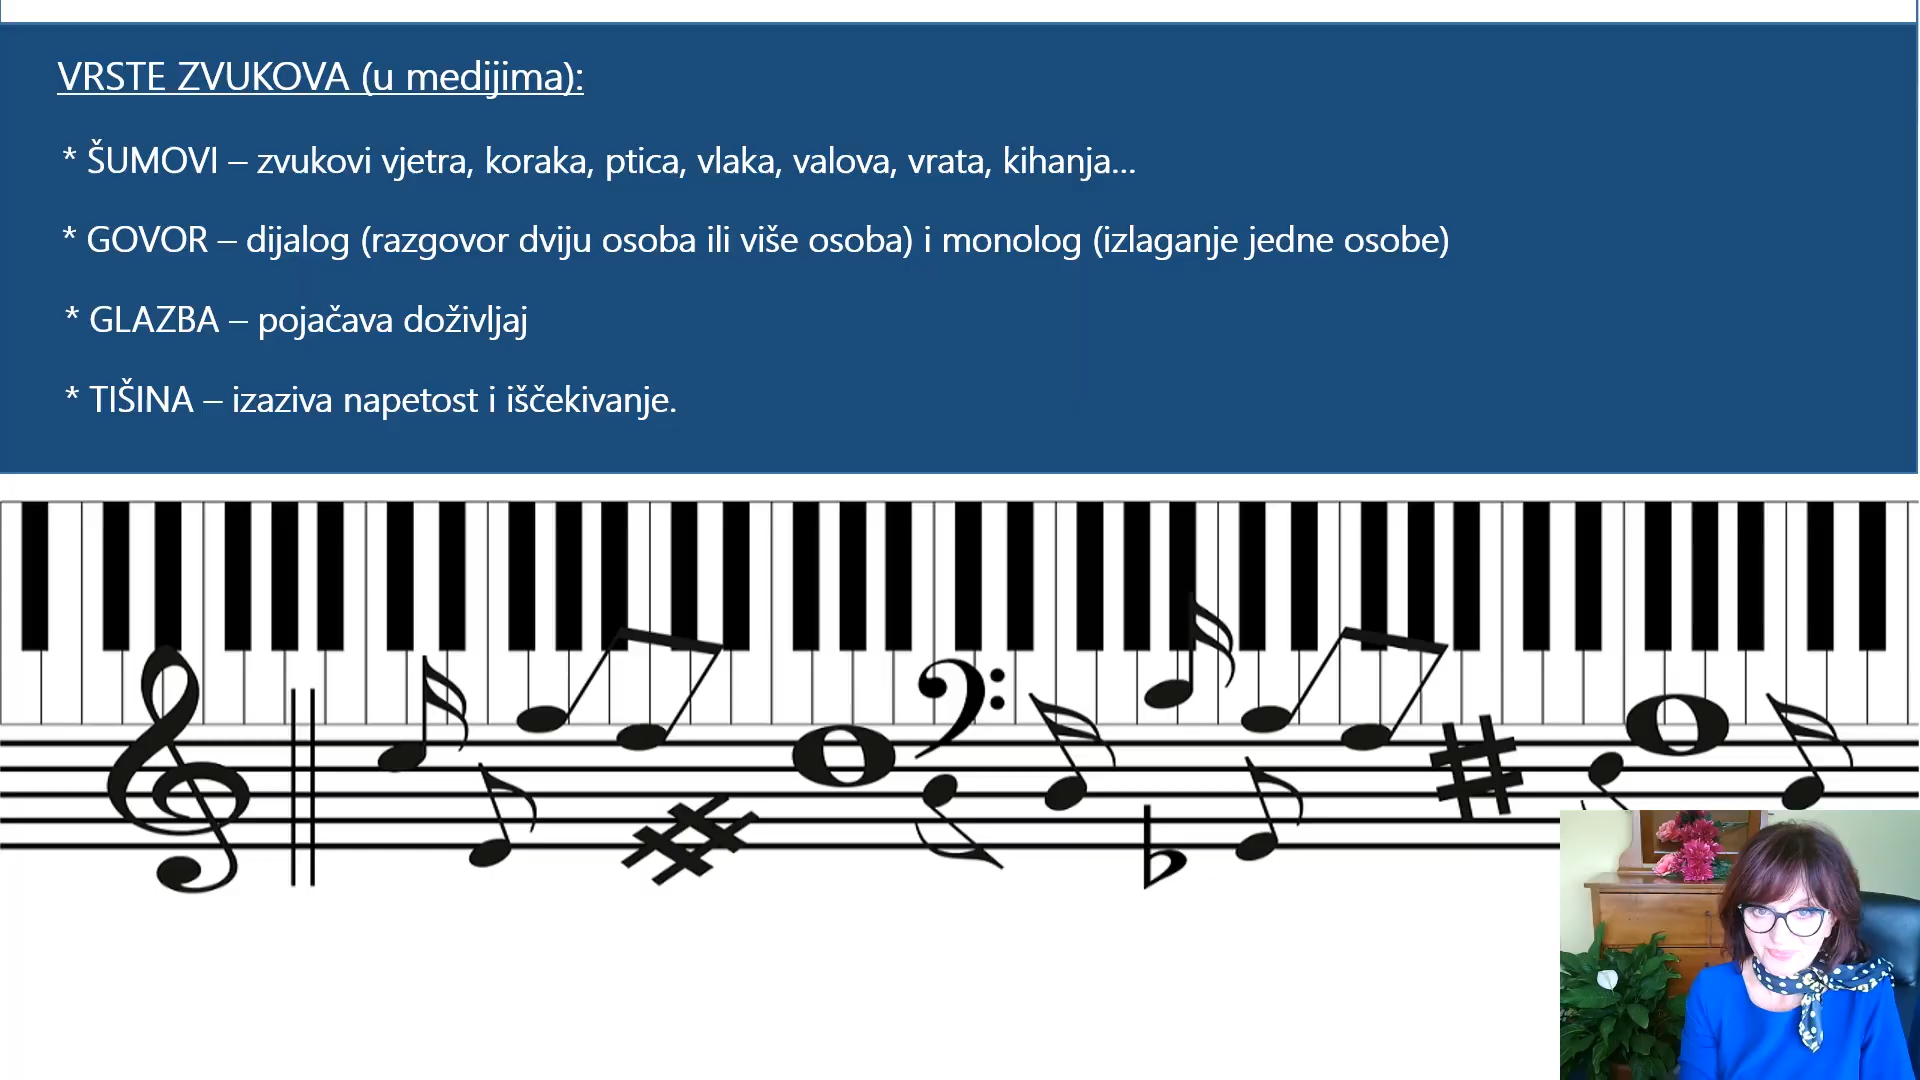 VRSTE ZVUKOVA (u medijima):
* ŠUMOVI – zvukovi vjetra, koraka, ptica, vlaka, valova, vrata, kihanja...
* GOVOR – dijalog (razgovor dviju osoba ili više osoba) i monolog (izlaganje jedne osobe)
* GLAZBA – pojačava doživljaj
* TIŠINA – izaziva napetost i iščekivanje.